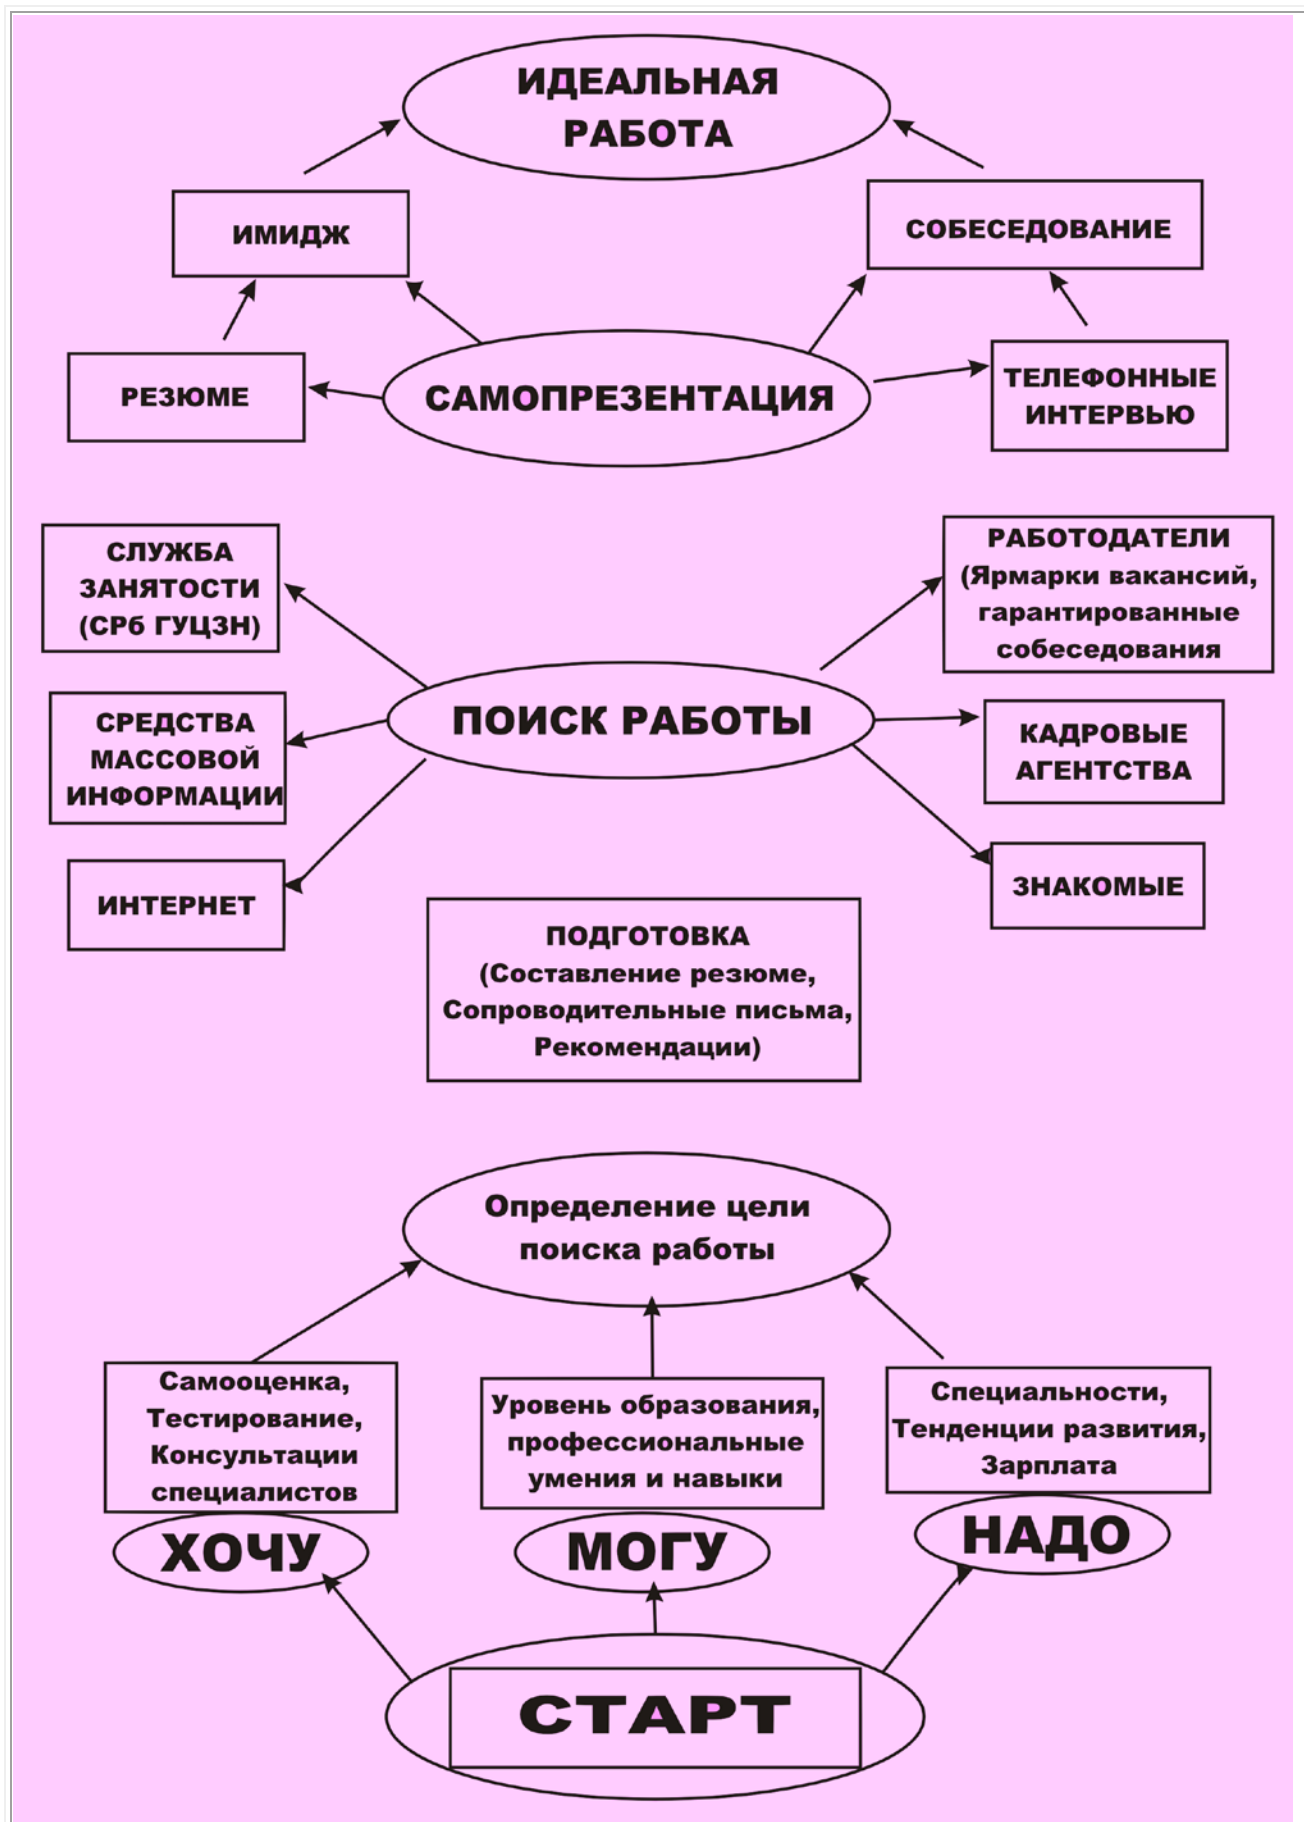 ИДЕАЛЬНАЯ
РАБОТА
ИМИДЖ
СОБЕСЕДОВАНИЕ
РЕЗЮМЕ
САМОПРЕЗЕНТАЦИЯ
ТЕЛЕФОННЫЕ
ИНТЕРВЬЮ
СЛУЖБА
ЗАНЯТОСТИ
(СРб ГУЦЗН)
РАБОТОДАТЕЛИ
(Ярмарки вакансий,
гарантированные
собеседования
СРЕДСТВА
МАССОВОЙ
ИНФОРМАЦИИ
ПОИСК РАБОТЫ
КАДРОВЫЕ
АГЕНТСТВА
ИНТЕРНЕТ
ЗНАКОМЫЕ
ПОДГОТОВКА
(Составление резюме,
Сопроводительные письма,
Рекомендации)
Определение цели
поиска работы
Самооценка,
Тестирование,
Консультации
специалистов
Уровень образования,
профессиональные
умения и навыки
Специальности,
Тенденции развития,
Зарплата
ХОЧУ
МОГУ
НАДО
СТАРТ